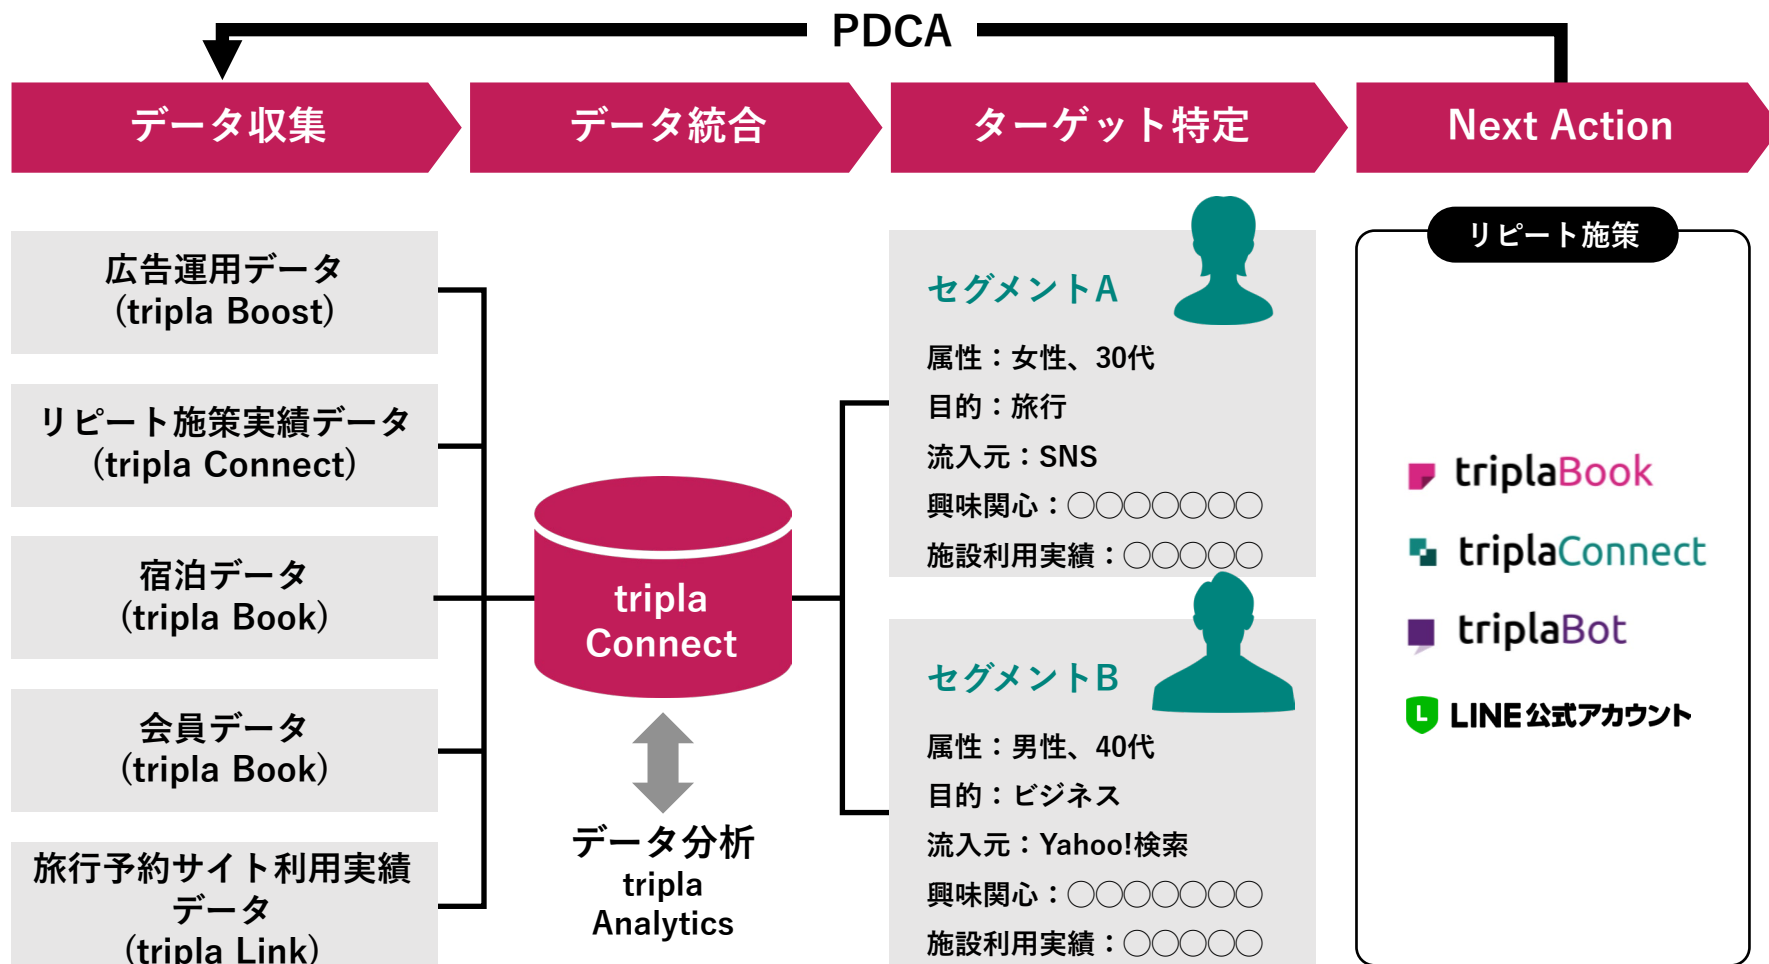 PDCA
データ収集
データ統合
ターゲット特定
Next Action
広告運用データ
(tripla Boost)
リピート施策実績データ
(tripla Connect)
宿泊データ
(tripla Book)
会員データ
(tripla Book)
旅行予約サイト利用実績
データ
(tripla Link)
tripla
Connect
データ分析
tripla
Analytics
セグメントA
属性：女性、30代
目的：旅行
流入元：SNS
興味関心：○○○○○○○
施設利用実績：○○○○○
セグメントB
属性：男性、40代
目的：ビジネス
流入元：Yahoo!検索
興味関心：○○○○○○○
施設利用実績：○○○○○
リピート施策
triplaBook
triplaConnect
triplaBot
L LINE公式アカウント